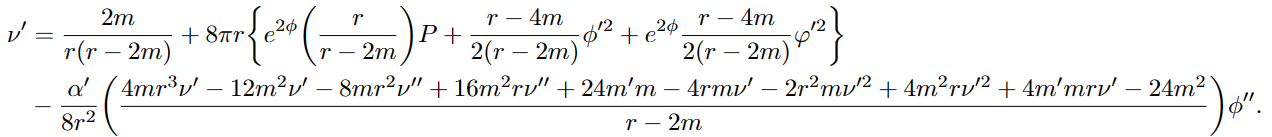 \nu' = \frac{2m}{r(r-2m)} + 8\pi r \left\{ e^{2\phi} \left( \frac{r}{r-2m} \right) P + \frac{r-4m}{2(r-2m)} \phi'^2 + e^{2\phi} \frac{r-4m}{2(r-2m)} \varphi'^2 \right\}
- \frac{\alpha'}{8r^2} \left( \frac{4mr^3\nu' - 12m^2\nu' - 8mr^2\nu'' + 16m^2r\nu'' + 24m'm - 4rm\nu' - 2r^2m\nu'^2 + 4m^2r\nu'^2 + 4m'mr\nu' - 24m^2}{r-2m} \right) \phi''.